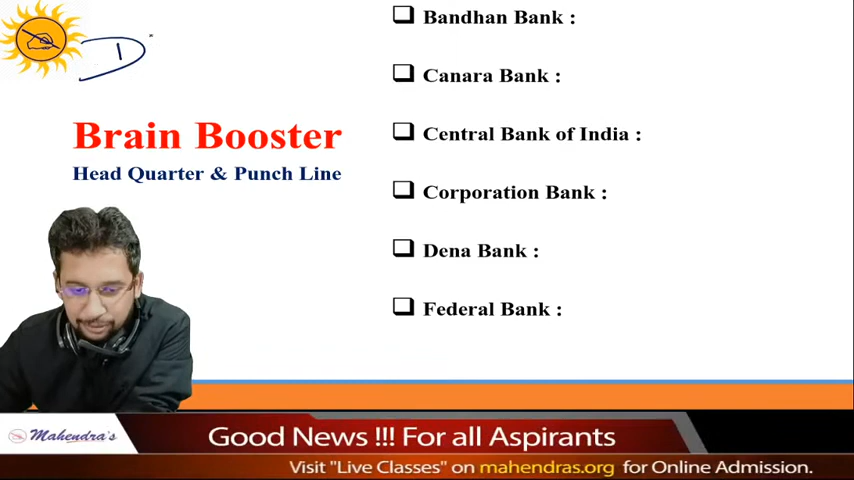 Bandhan Bank :
Canara Bank :
Central Bank of India :
Corporation Bank :
Dena Bank :
Federal Bank :
Brain Booster
Head Quarter & Punch Line
Mahendra's
Good News !!! For all Aspirants
Visit "Live Classes" on mahendras.org for Online Admission.